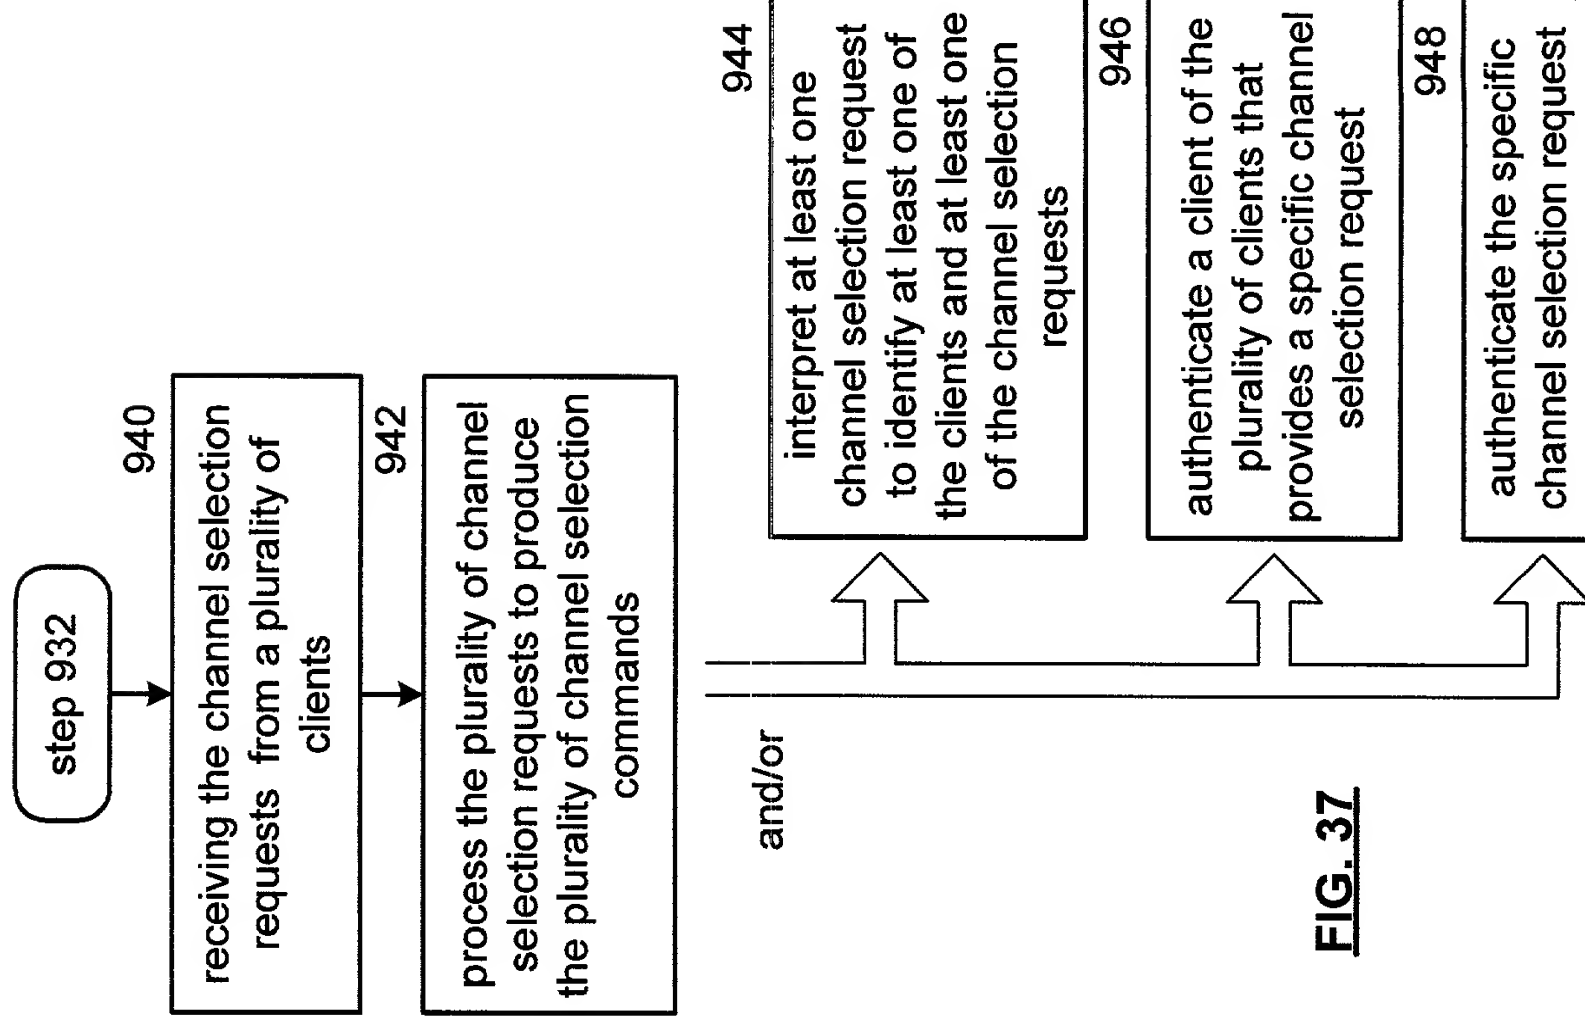 step 932
940
receiving the channel selection
requests from a plurality of
clients
942
process the plurality of channel
selection requests to produce
the plurality of channel selection
commands
and/or
944
interpret at least one
channel selection request
to identify at least one of
the clients and at least one
of the channel selection
requests
946
authenticate a client of the
plurality of clients that
provides a specific channel
selection request
948
authenticate the specific
channel selection request
FIG. 37